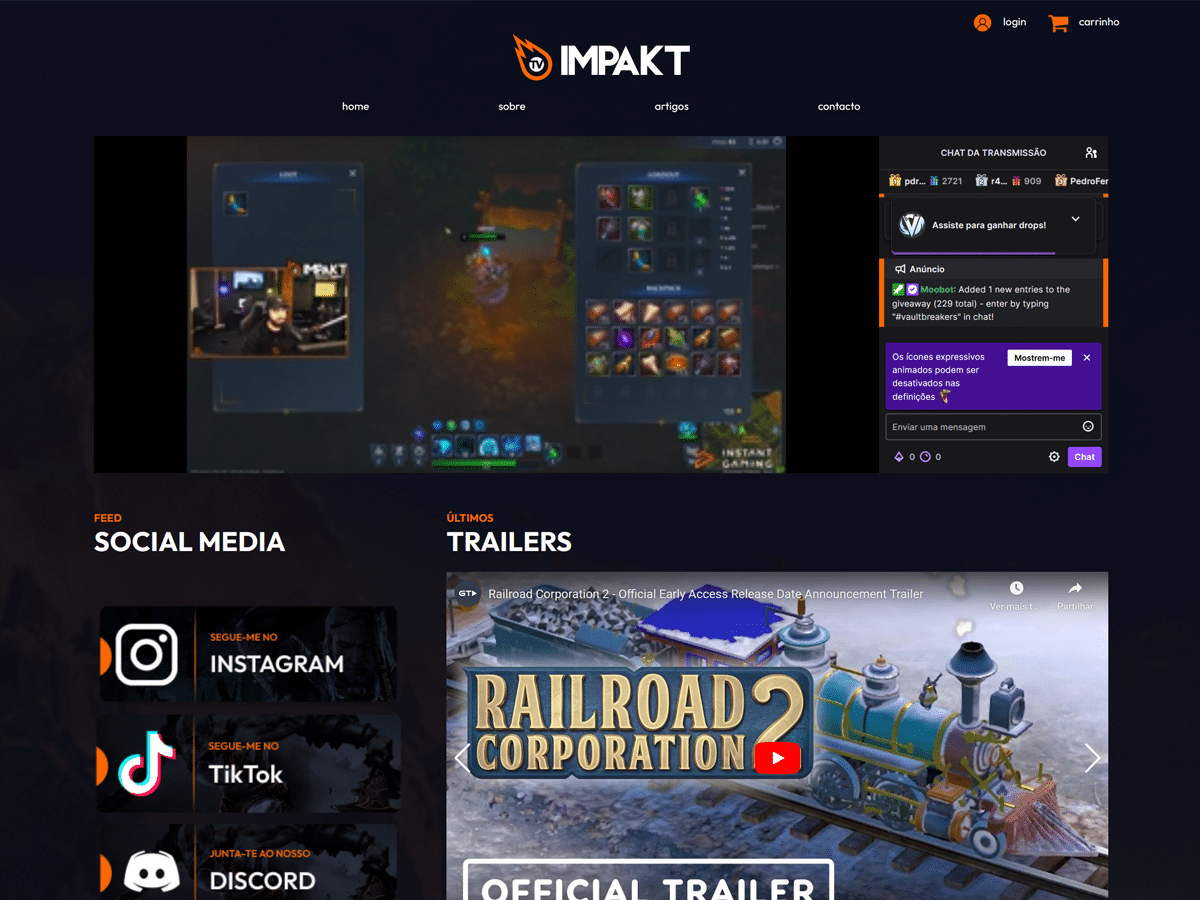 login
carrinho
TV IMPAKT
home
sobre
artigos
contacto
LOOT
LOADOUT
BACKPACK
IMPAKT
INSTANT
GAMING
CHAT DA TRANSMISSÃO
pdr... 2721 r4... 909 PedroFer
Assiste para ganhar drops!
Anúncio
Moobot: Added 1 new entries to the
giveaway (229 total) - enter by typing
"#vaultbreakers" in chat!
Os ícones expressivos
animados podem ser
desativados nas
definições
Mostrem-me
Enviar uma mensagem
0 0
Chat
FEED
SOCIAL MEDIA
SEGUE-ME NO
INSTAGRAM
SEGUE-ME NO
TikTok
JUNTA-TE AO NOSSO
DISCORD
ÚLTIMOS
TRAILERS
GT
Railroad Corporation 2 - Official Early Access Release Date Announcement Trailer
Ver mais t...
Partilhar
RAILROAD
CORPORATION 2
OFFICIAL TRAILER